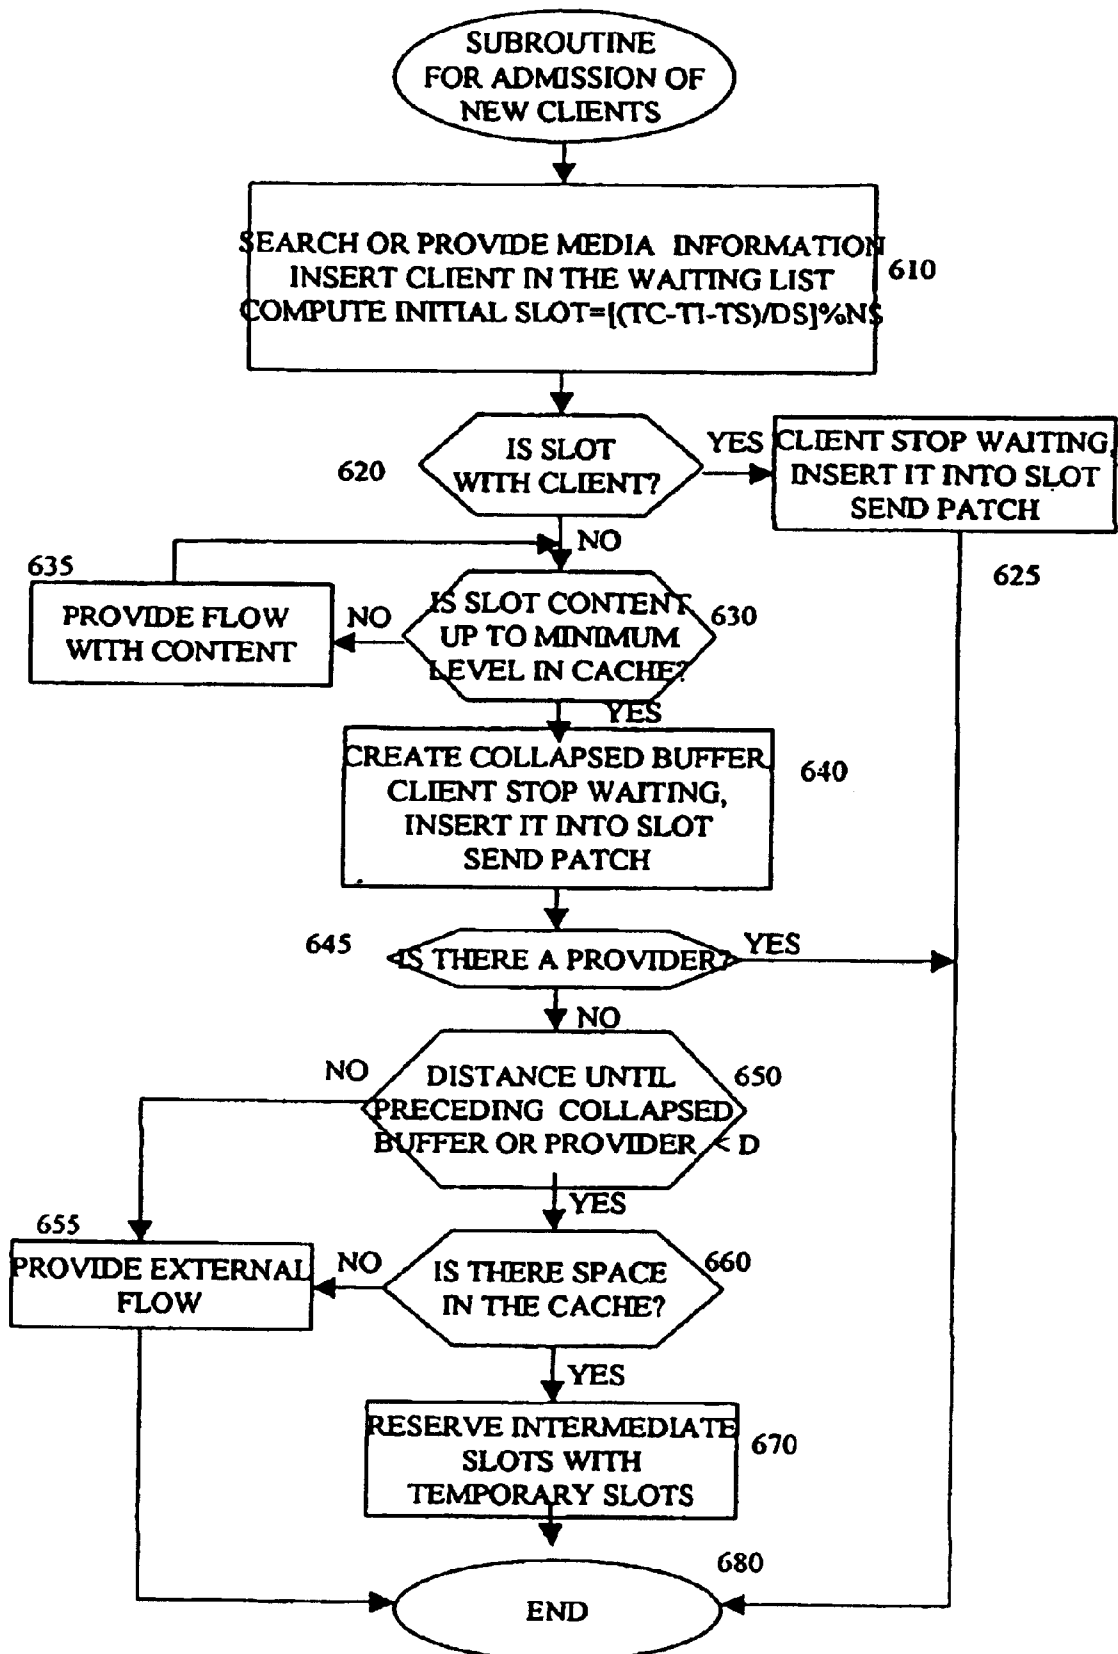 SUBROUTINE
FOR ADMISSION OF
NEW CLIENTS
SEARCH OR PROVIDE MEDIA INFORMATION
INSERT CLIENT IN THE WAITING LIST
COMPUTE INITIAL SLOT=[(TC-TI-TS)/DS]%NS
610
IS SLOT
WITH CLIENT?
620
YES
CLIENT STOP WAITING,
INSERT IT INTO SLOT
SEND PATCH
625
NO
635
PROVIDE FLOW
WITH CONTENT
NO
IS SLOT CONTENT
UP TO MINIMUM
LEVEL IN CACHE?
630
YES
CREATE COLLAPSED BUFFER,
CLIENT STOP WAITING,
INSERT IT INTO SLOT
SEND PATCH
640
645
IS THERE A PROVIDER?
YES
NO
NO
DISTANCE UNTIL
PRECEDING COLLAPSED
BUFFER OR PROVIDER < D
650
YES
655
PROVIDE EXTERNAL
FLOW
NO
IS THERE SPACE
IN THE CACHE?
660
YES
RESERVE INTERMEDIATE
SLOTS WITH
TEMPORARY SLOTS
670
680
END